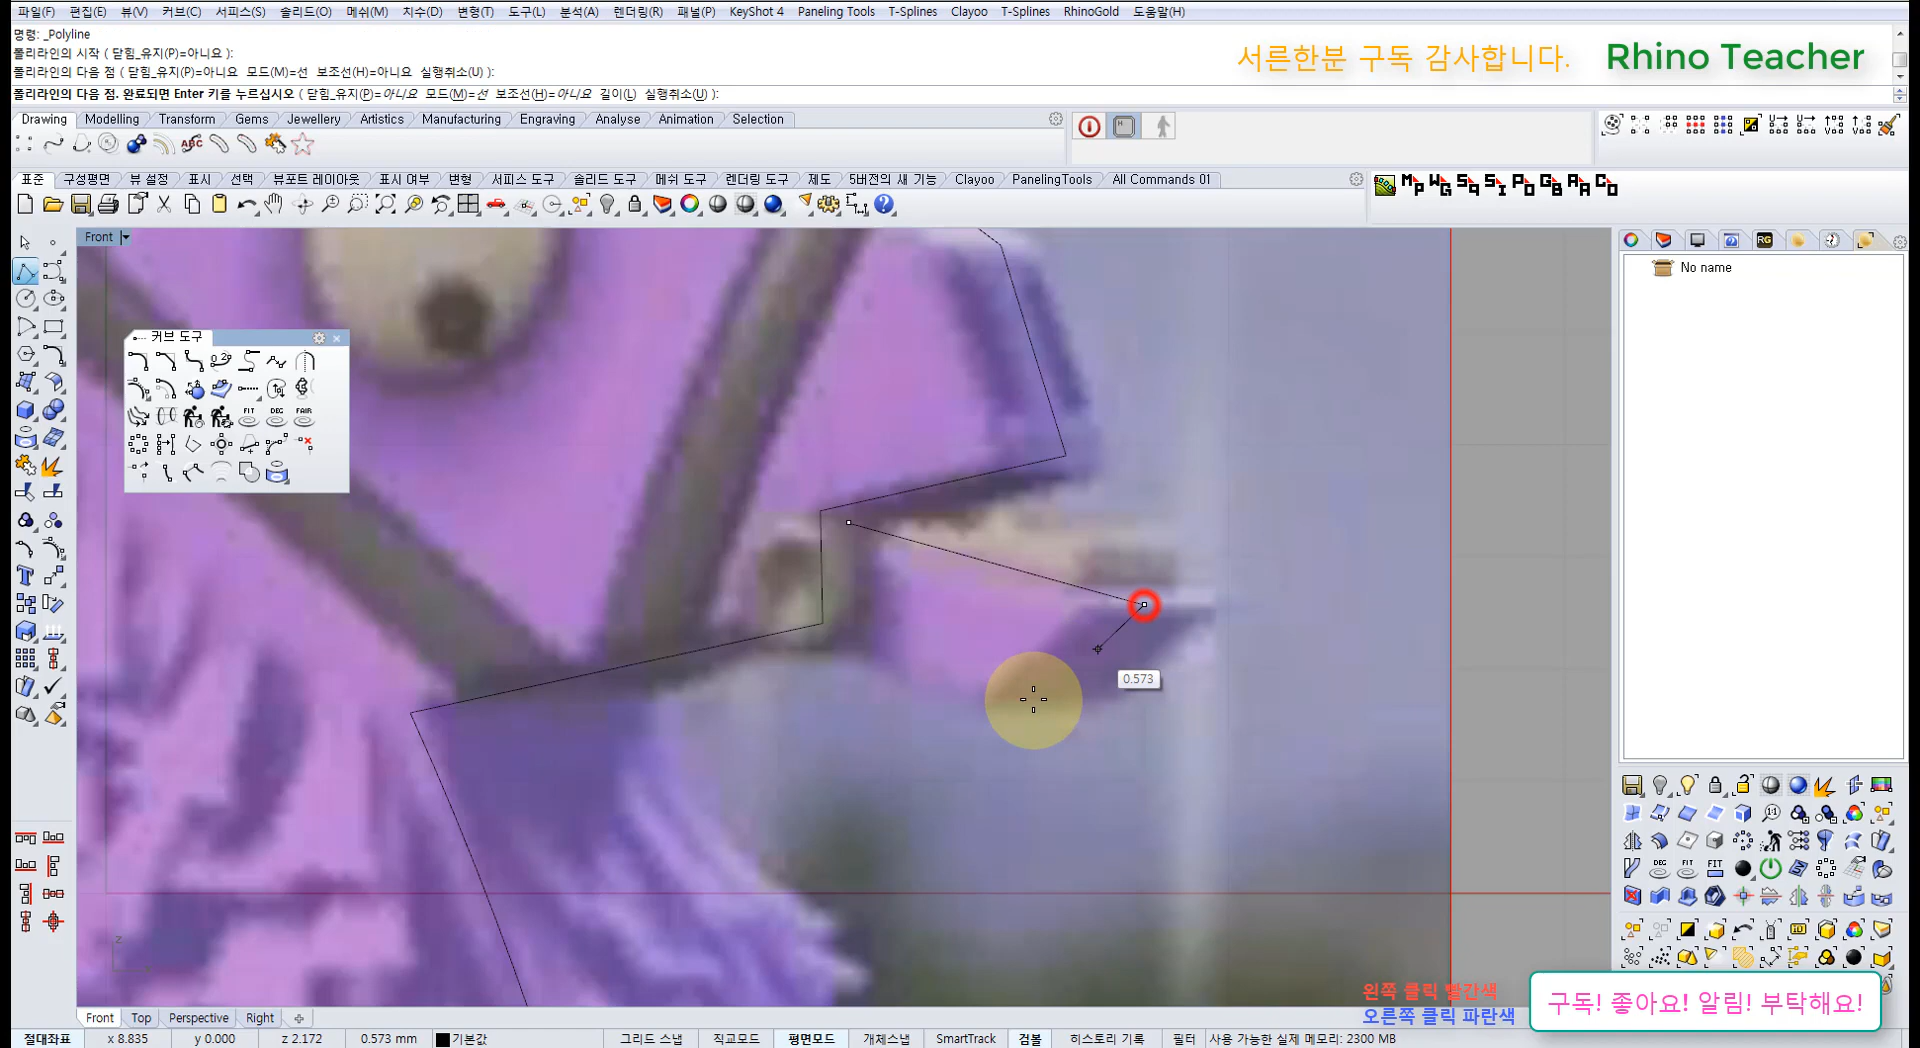 파일(F) 편집(E) 뷰(V) 커브(C) 서피스(S) 솔리드(O) 메쉬(M) 치수(D) 변형(T) 도구(L) 분석(A) 렌더링(R) 패널(P) KeyShot 4 Paneling Tools T-Splines Clayoo T-Splines RhinoGold 도움말(H)
명령: _Polyline
폴리라인의 시작 ( 닫힘_유지(P)=아니요 ):
폴리라인의 다음 점 ( 닫힘_유지(P)=아니요 모드(M)=선 보조선(H)=아니요 실행취소(U) ):
폴리라인의 다음 점. 완료되면 Enter 키를 누르십시오 ( 닫힘_유지(P)=아니요 모드(M)=선 보조선(H)=아니요 길이(L) 실행취소(U) ):
서른한분 구독 감사합니다. Rhino Teacher
Drawing Modelling Transform Gems Jewellery Artistics Manufacturing Engraving Analyse Animation Selection
ABC
표준 구성평면 뷰 설정 표시 선택 뷰포트 레이아웃 표시 여부 변형 서피스 도구 솔리드 도구 메쉬 도구 렌더링 도구 제도 5버전의 새 기능 Clayoo PanelingTools All Commands 01
Front
RG
No name
커브 도구
FIT DEG FAIR
0.573
DEG FIT FIT
z
왼쪽 클릭 빨간색
오른쪽 클릭 파란색
구독! 좋아요! 알림! 부탁해요!
Front Top Perspective Right
절대좌표 x 8.835 y 0.000 z 2.172 0.573 mm 기본값 그리드 스냅 직교모드 평면모드 개체스냅 SmartTrack 검볼 히스토리 기록 필터 사용 가능한 실제 메모리: 2300 MB